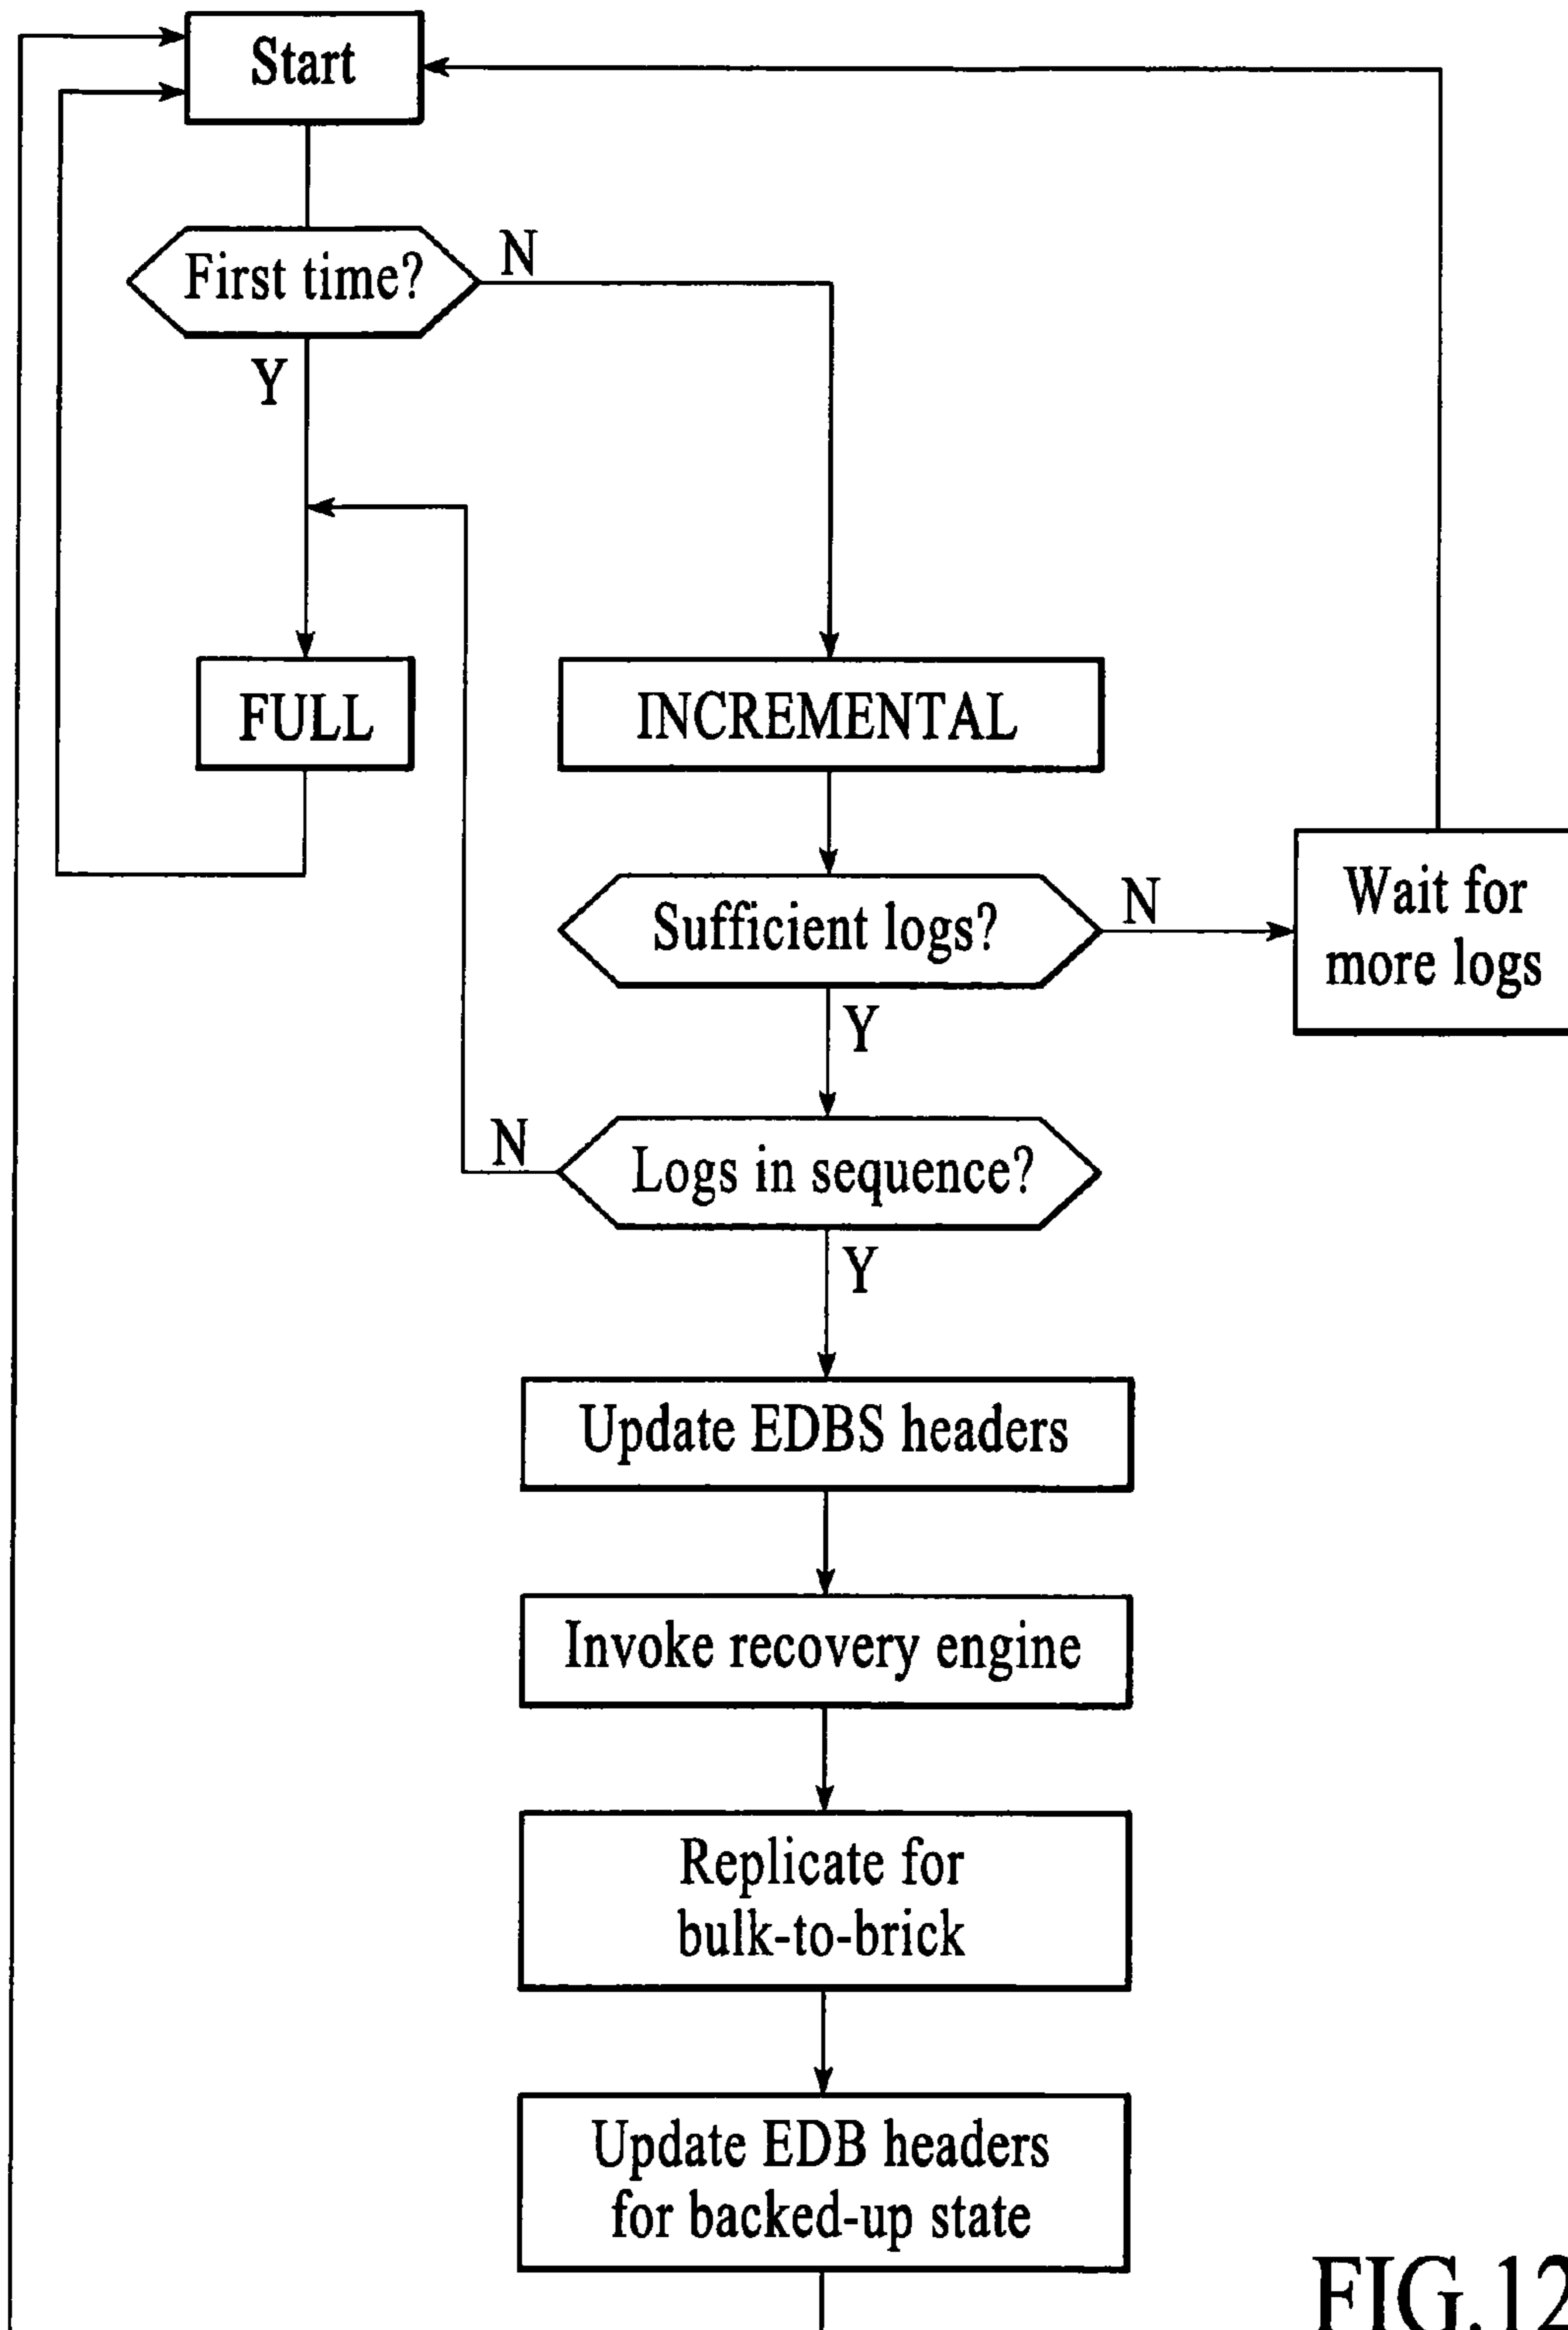 Start
First time?
N
Y
FULL
INCREMENTAL
Sufficient logs?
N
Wait for
more logs
Y
Logs in sequence?
N
Y
Update EDBS headers
Invoke recovery engine
Replicate for
bulk-to-brick
Update EDB headers
for backed-up state
FIG.12